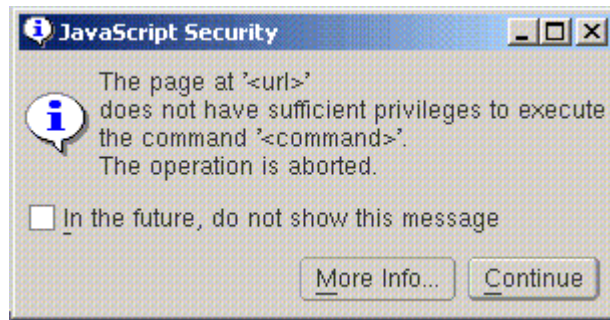 JavaScript Security
The page at '<url>'
does not have sufficient privileges to execute
the command '<command>'.
The operation is aborted.
In the future, do not show this message
More Info... Continue